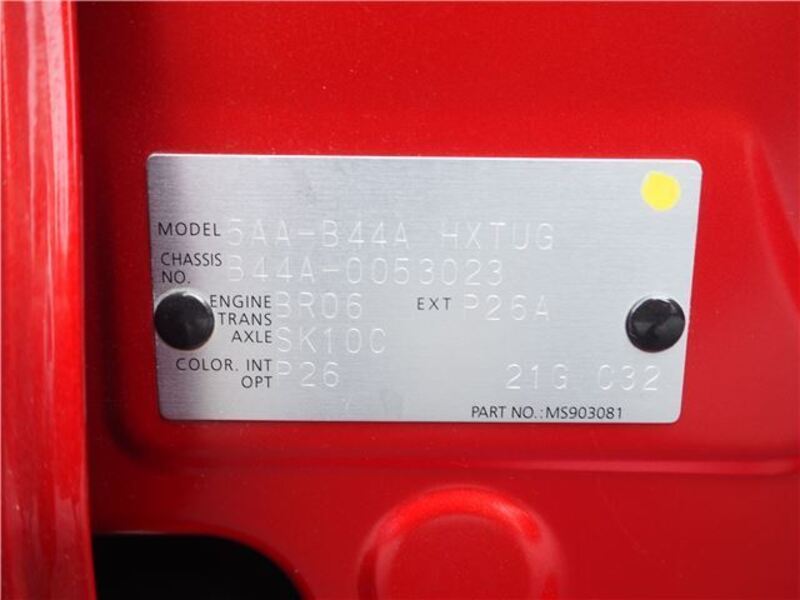 MODEL 5AA-B44A HXTUG
CHASSIS NO. B44A-0053023
ENGINE BR06 EXT P26A
TRANS AXLE SK10C
COLOR. INT OPT P26 21G C32
PART NO.:MS903081